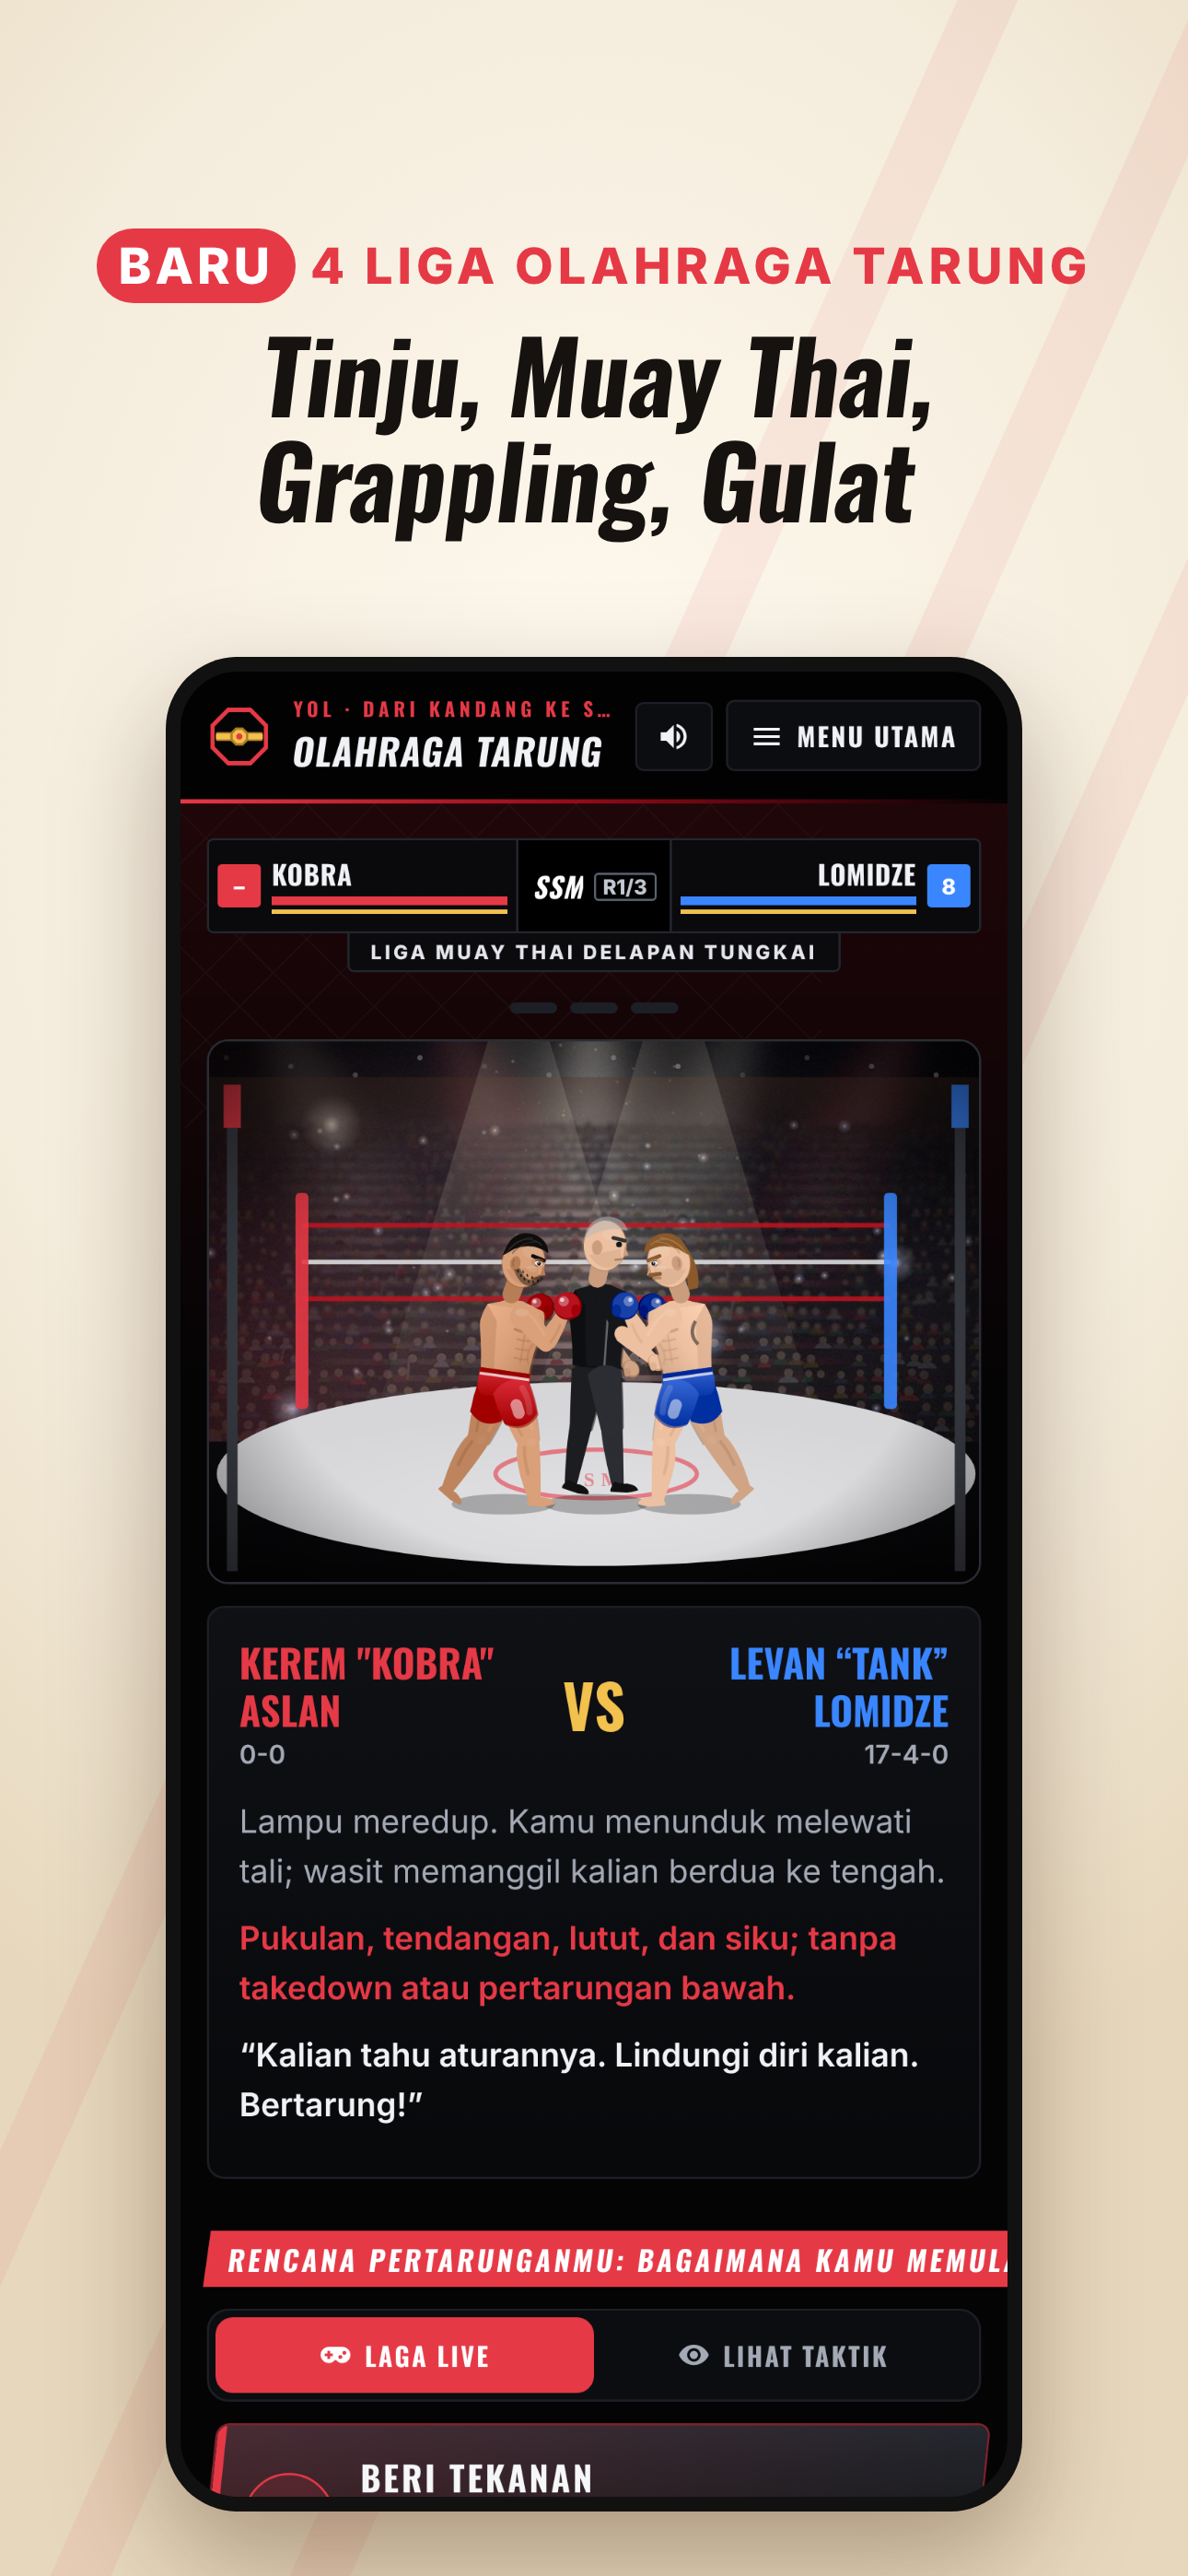 BARU 4 LIGA OLAHRAGA TARUNG
Tinju, Muay Thai,
Grappling, Gulat
YOL · DARI KANDANG KE S…
OLAHRAGA TARUNG
MENU UTAMA
– KOBRA
SSM R1/3
LOMIDZE 8
LIGA MUAY THAI DELAPAN TUNGKAI
KEREM "KOBRA"
ASLAN
0-0
VS
LEVAN “TANK”
LOMIDZE
17-4-0
Lampu meredup. Kamu menunduk melewati
tali; wasit memanggil kalian berdua ke tengah.
Pukulan, tendangan, lutut, dan siku; tanpa
takedown atau pertarungan bawah.
“Kalian tahu aturannya. Lindungi diri kalian.
Bertarung!”
RENCANA PERTARUNGANMU: BAGAIMANA KAMU
LAGA LIVE
LIHAT TAKTIK
BERI TEKANAN